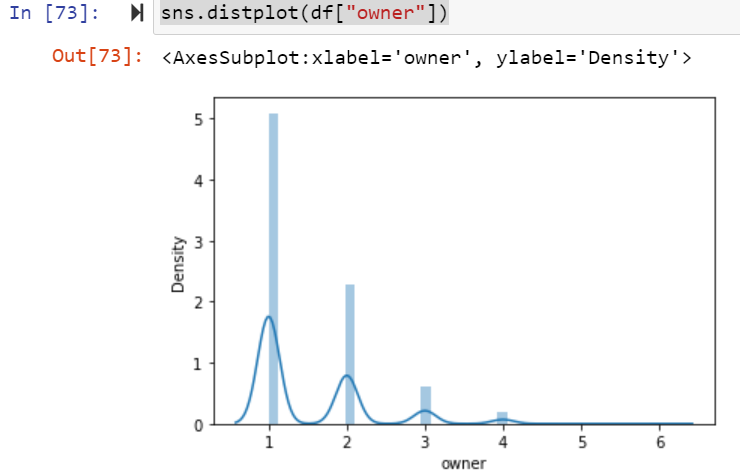 In [73]: sns.distplot(df["owner"])
Out[73]: <AxesSubplot:xlabel='owner', ylabel='Density'>
5
4
3
2
1
0
Density
1 2 3 4 5 6
owner